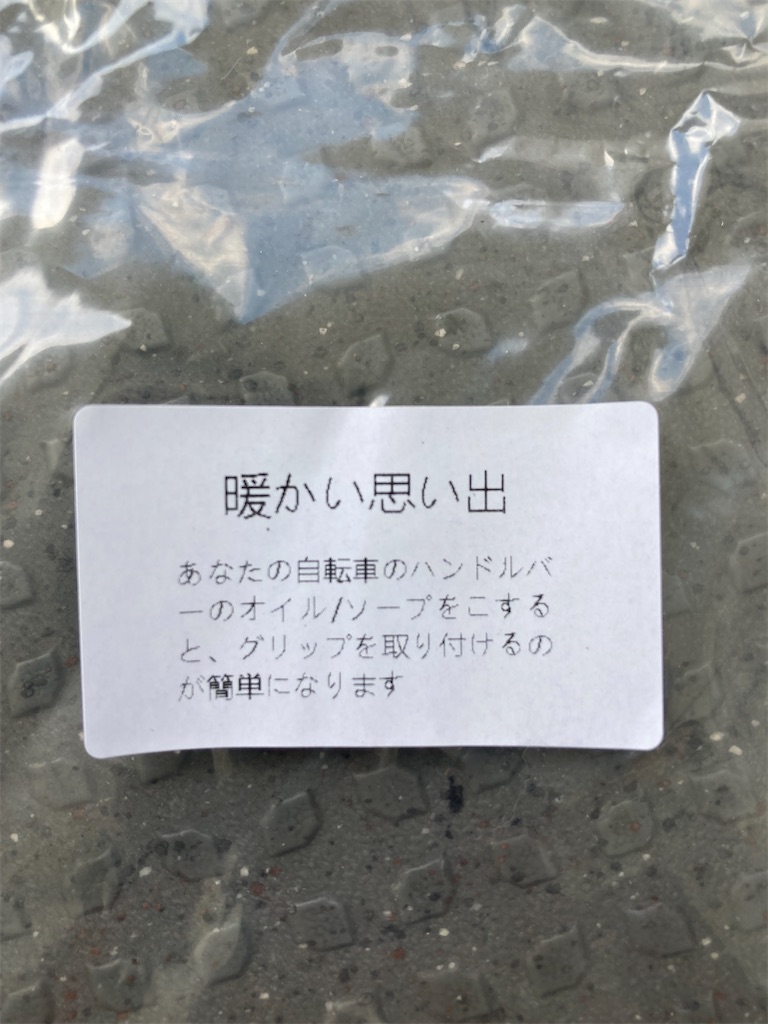 暖かい思い出
あなたの自転車のハンドルバ
ーのオイル/ソープをこする
と、グリップを取り付けるの
が簡単になります